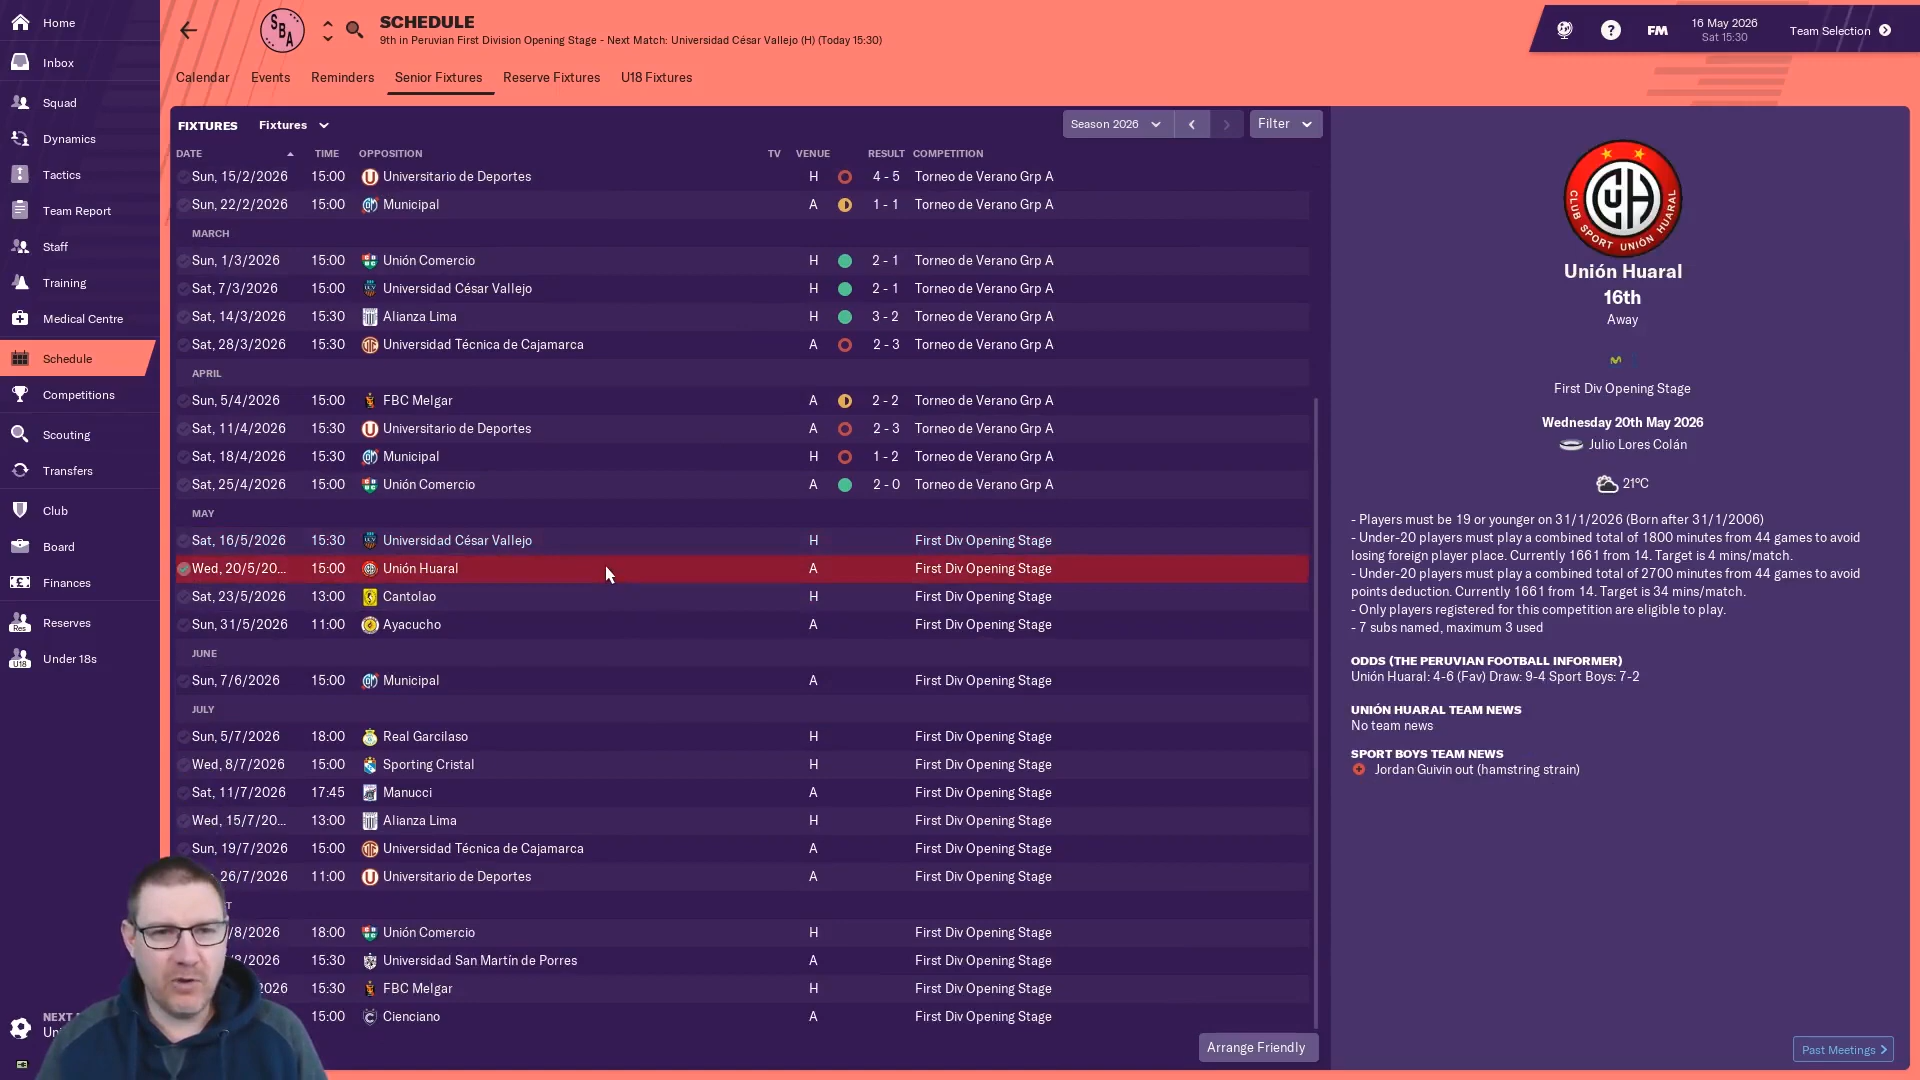 Home
Inbox
Squad
Dynamics
Tactics
Team Report
Staff
Training
Medical Centre
Schedule
Competitions
Scouting
Transfers
Club
Board
Finances
Reserves
Under 18s
SBA
SCHEDULE
9th in Peruvian First Division Opening Stage - Next Match: Universidad César Vallejo (H) (Today 15:30)
FM
16 May 2026
Sat 15:30
Team Selection
Calendar Events Reminders Senior Fixtures Reserve Fixtures U18 Fixtures
FIXTURES Fixtures Season 2026 Filter
DATE TIME OPPOSITION TV VENUE RESULT COMPETITION
Sun, 15/2/2026 15:00 Universitario de Deportes H 4 - 5 Torneo de Verano Grp A
Sun, 22/2/2026 15:00 Municipal A 1 - 1 Torneo de Verano Grp A
MARCH
Sun, 1/3/2026 15:00 Unión Comercio H 2 - 1 Torneo de Verano Grp A
Sat, 7/3/2026 15:00 Universidad César Vallejo H 2 - 1 Torneo de Verano Grp A
Sat, 14/3/2026 15:30 Alianza Lima H 3 - 2 Torneo de Verano Grp A
Sat, 28/3/2026 15:30 Universidad Técnica de Cajamarca A 2 - 3 Torneo de Verano Grp A
APRIL
Sun, 5/4/2026 15:00 FBC Melgar A 2 - 2 Torneo de Verano Grp A
Sat, 11/4/2026 15:30 Universitario de Deportes A 2 - 3 Torneo de Verano Grp A
Sat, 18/4/2026 15:30 Municipal H 1 - 2 Torneo de Verano Grp A
Sat, 25/4/2026 15:00 Unión Comercio A 2 - 0 Torneo de Verano Grp A
MAY
Sat, 16/5/2026 15:30 Universidad César Vallejo H First Div Opening Stage
Wed, 20/5/20... 15:00 Unión Huaral A First Div Opening Stage
Sat, 23/5/2026 13:00 Cantolao H First Div Opening Stage
Sun, 31/5/2026 11:00 Ayacucho A First Div Opening Stage
JUNE
Sun, 7/6/2026 15:00 Municipal A First Div Opening Stage
JULY
Sun, 5/7/2026 18:00 Real Garcilaso H First Div Opening Stage
Wed, 8/7/2026 15:00 Sporting Cristal H First Div Opening Stage
Sat, 11/7/2026 17:45 Manucci A First Div Opening Stage
Wed, 15/7/20... 13:00 Alianza Lima H First Div Opening Stage
Sun, 19/7/2026 15:00 Universidad Técnica de Cajamarca A First Div Opening Stage
26/7/2026 11:00 Universitario de Deportes A First Div Opening Stage
T
/8/2026 18:00 Unión Comercio H First Div Opening Stage
/8/2026 15:30 Universidad San Martín de Porres A First Div Opening Stage
2026 15:30 FBC Melgar H First Div Opening Stage
15:00 Cienciano A First Div Opening Stage
NEXT
Arrange Friendly
CLUB SPORT UNIÓN HUARAL
Unión Huaral
16th
Away
First Div Opening Stage
Wednesday 20th May 2026
Julio Lores Colán
21°C
- Players must be 19 or younger on 31/1/2026 (Born after 31/1/2006)
- Under-20 players must play a combined total of 1800 minutes from 44 games to avoid
losing foreign player place. Currently 1661 from 14. Target is 4 mins/match.
- Under-20 players must play a combined total of 2700 minutes from 44 games to avoid
points deduction. Currently 1661 from 14. Target is 34 mins/match.
- Only players registered for this competition are eligible to play.
- 7 subs named, maximum 3 used
ODDS (THE PERUVIAN FOOTBALL INFORMER)
Unión Huaral: 4-6 (Fav) Draw: 9-4 Sport Boys: 7-2
UNIÓN HUARAL TEAM NEWS
No team news
SPORT BOYS TEAM NEWS
Jordan Guivin out (hamstring strain)
Past Meetings